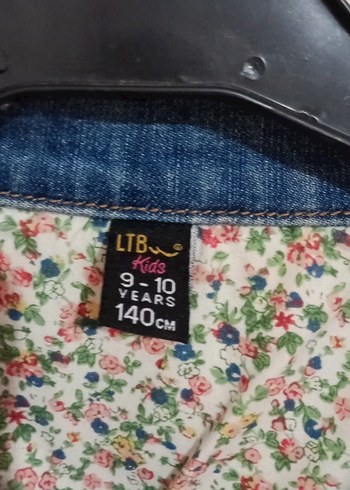 LTB
Kids
9-10
YEARS
140CM